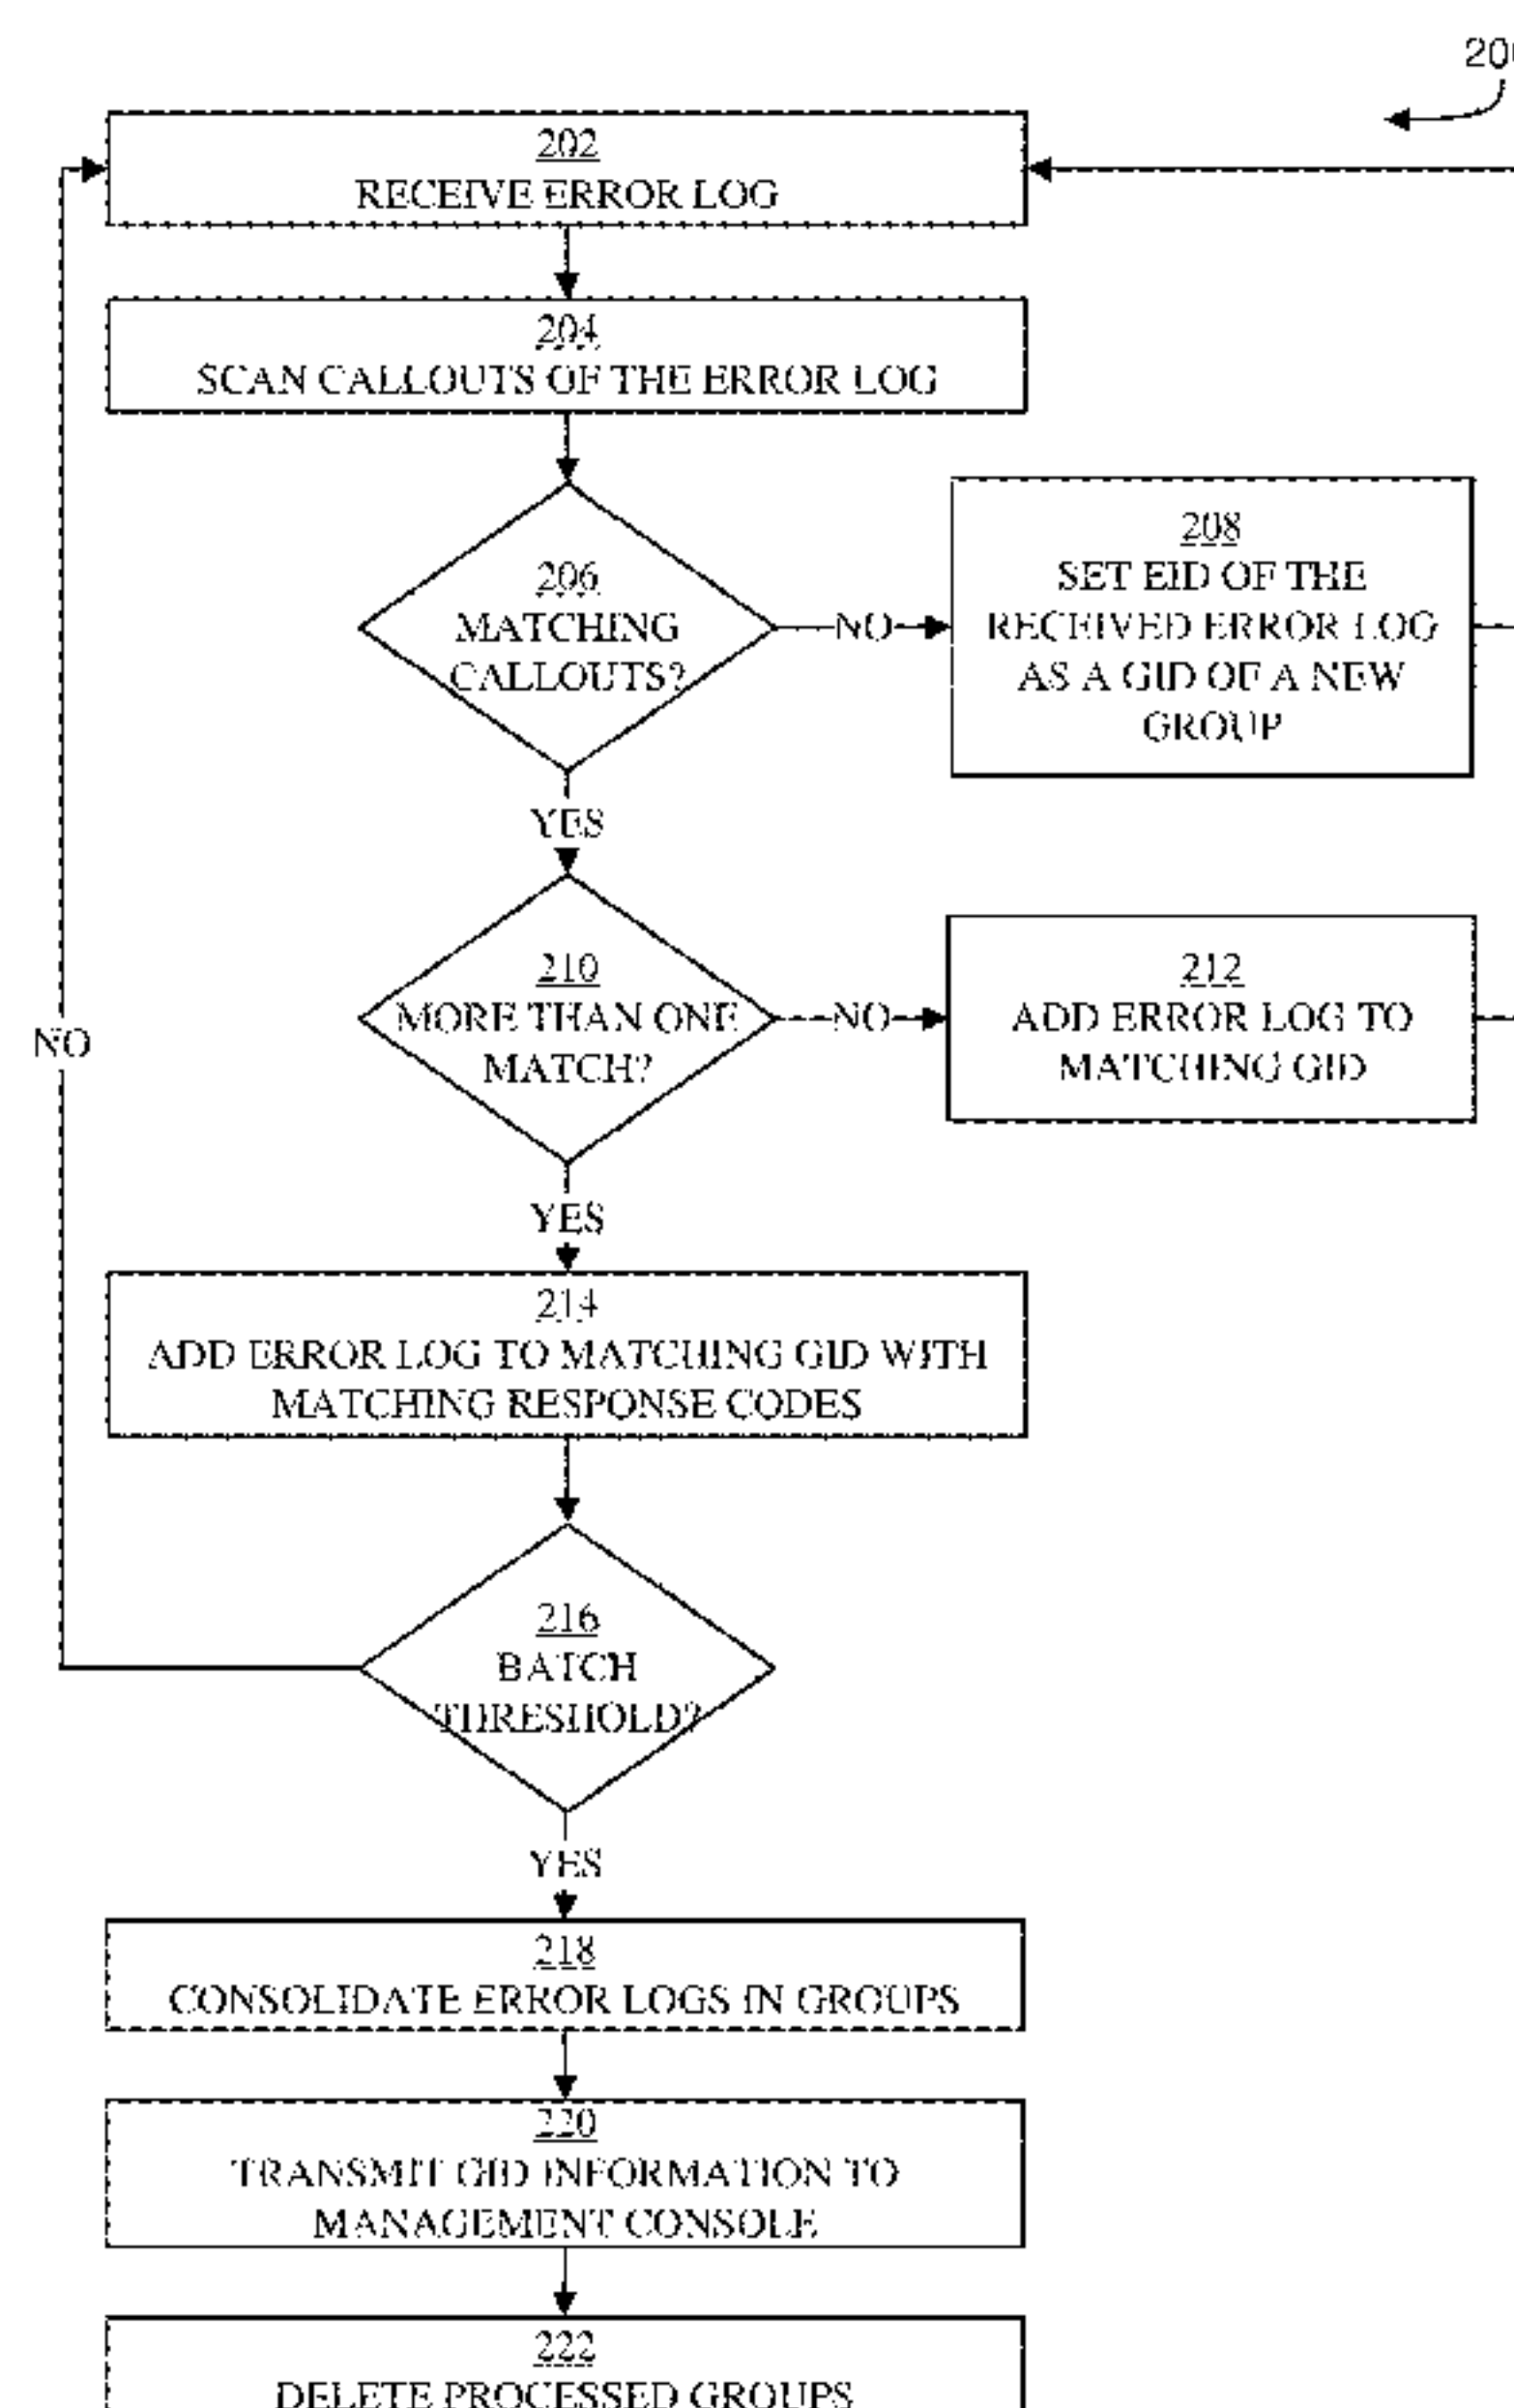 202
RECEIVE ERROR LOG
204
SCAN CALLOUTS OF THE ERROR LOG
206
MATCHING
CALLOUTS?
NO
208
SET EID OF THE
RECEIVED ERROR LOG
AS A GID OF A NEW
GROUP
YES
210
MORE THAN ONE
MATCH?
NO
212
ADD ERROR LOG TO
MATCHING GID
NO
YES
214
ADD ERROR LOG TO MATCHING GID WITH
MATCHING RESPONSE CODES
216
BATCH
THRESHOLD?
YES
218
CONSOLIDATE ERROR LOGS IN GROUPS
220
TRANSMIT GID INFORMATION TO
MANAGEMENT CONSOLE
222
DELETE PROCESSED GROUPS